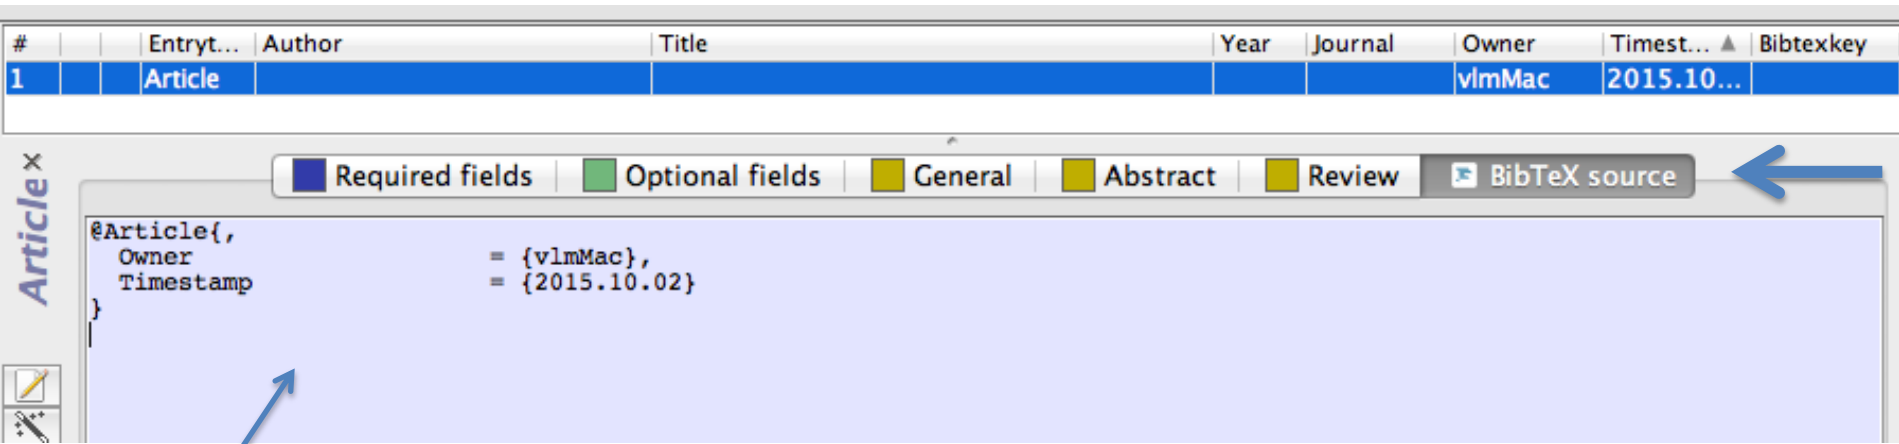 # Entryt... Author Title Year Journal Owner Timest... ▲ Bibtexkey
1 Article vlmMac 2015.10...
Article
Required fields Optional fields General Abstract Review BibTeX source
@Article{,
Owner = {vlmMac},
Timestamp = {2015.10.02}
}